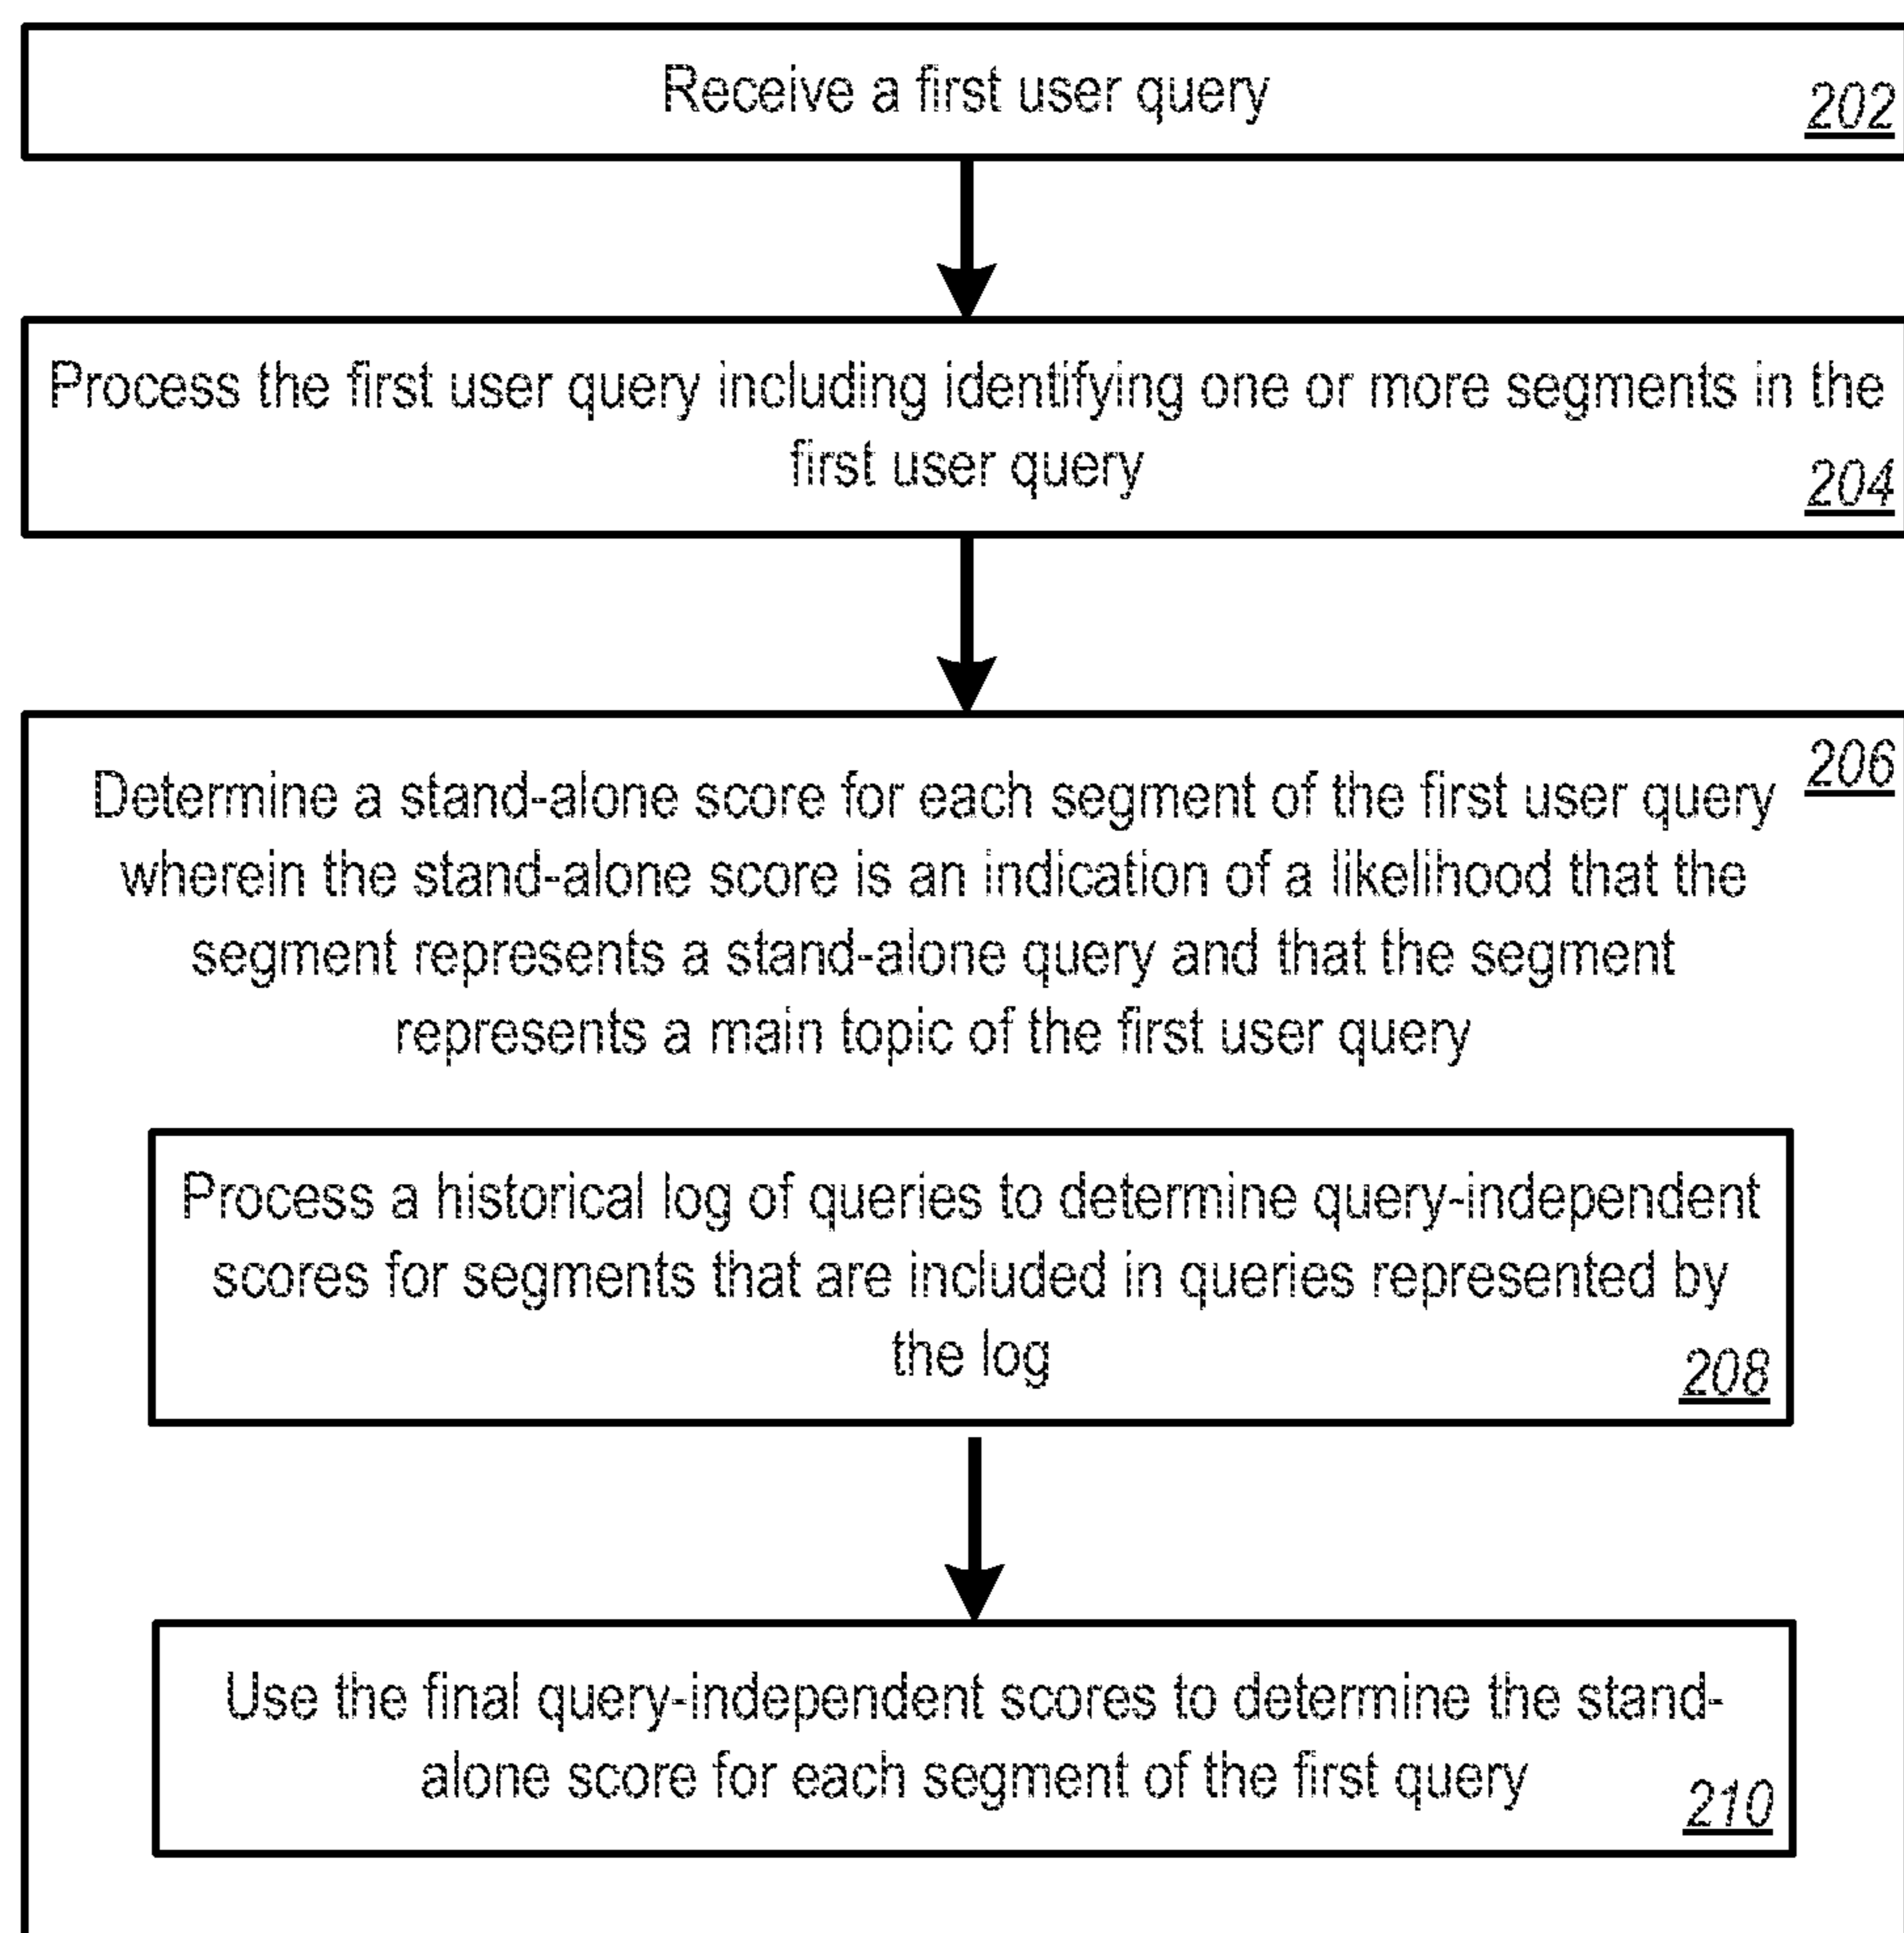 Receive a first user query
202
Process the first user query including identifying one or more segments in the
first user query
204
206
Determine a stand-alone score for each segment of the first user query
wherein the stand-alone score is an indication of a likelihood that the
segment represents a stand-alone query and that the segment
represents a main topic of the first user query
Process a historical log of queries to determine query-independent
scores for segments that are included in queries represented by
the log
208
Use the final query-independent scores to determine the stand-
alone score for each segment of the first query
210